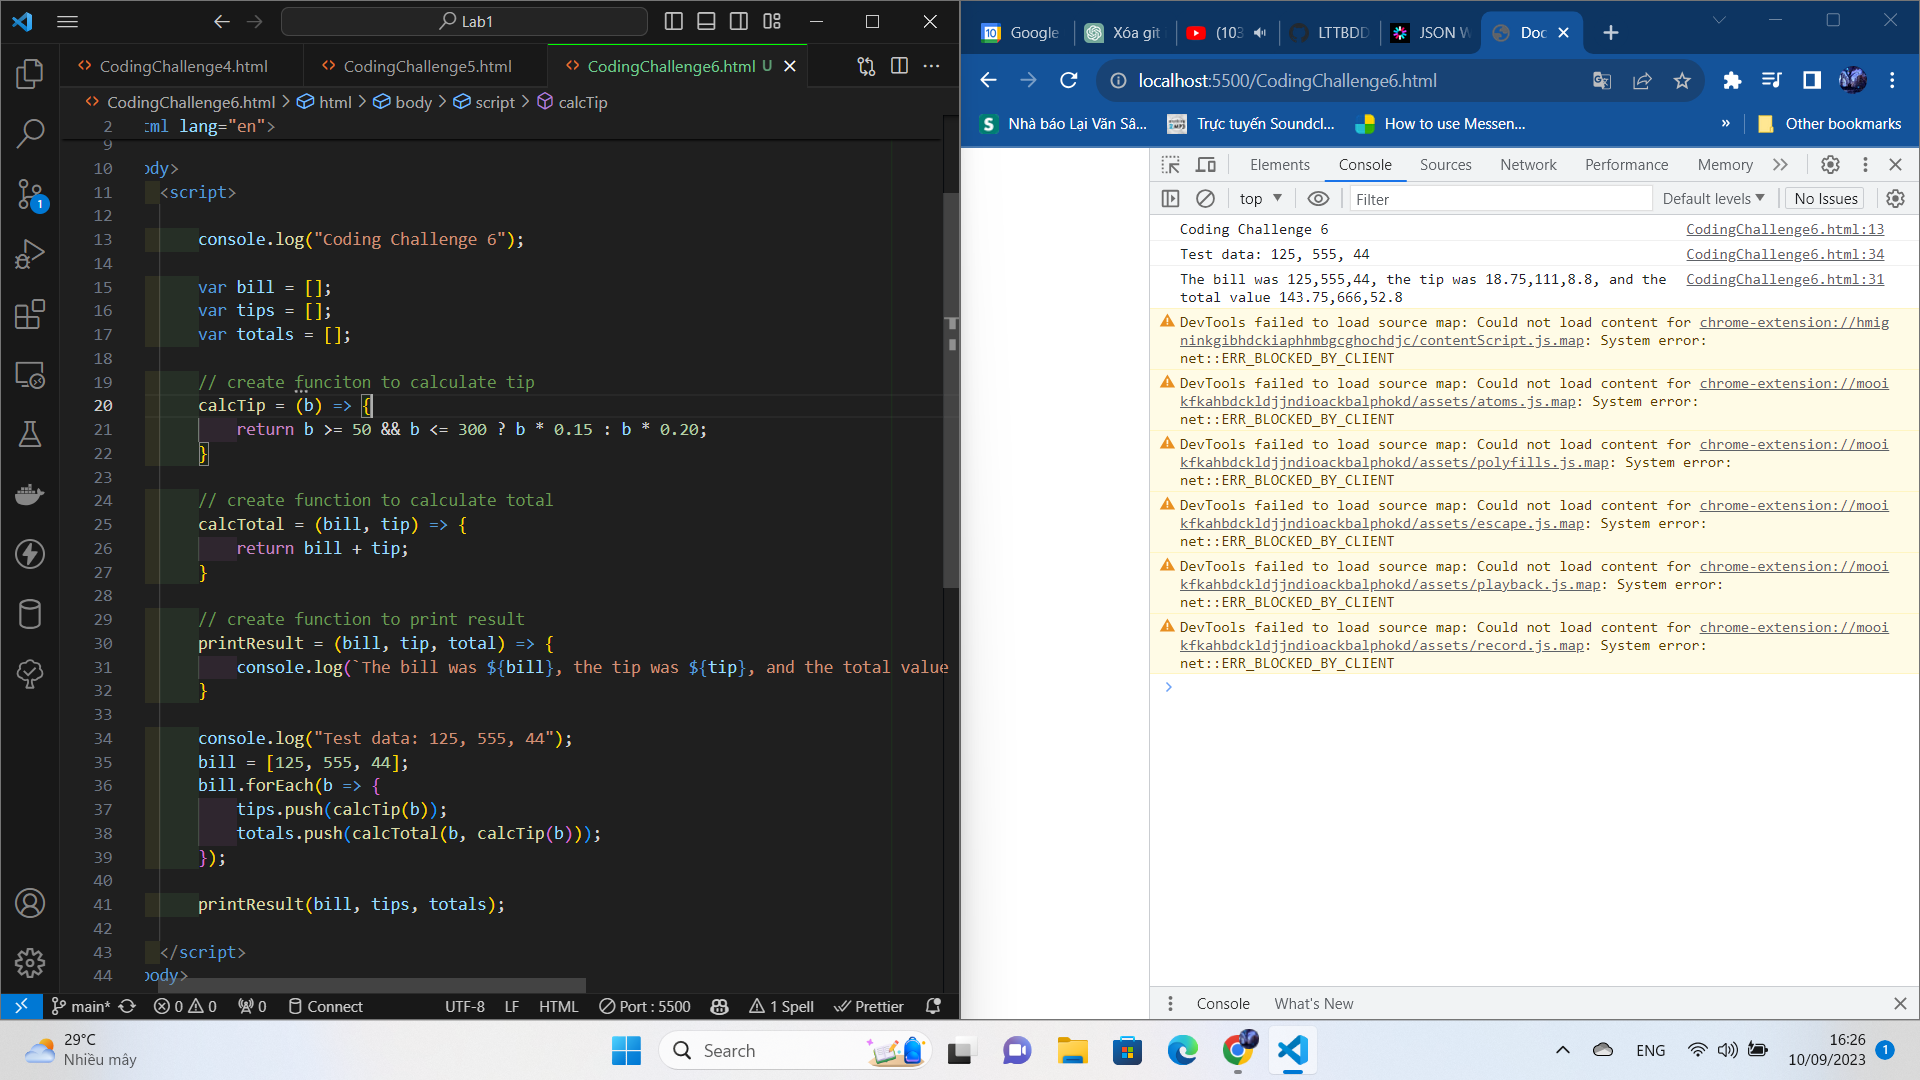 Lab1
CodingChallenge4.html
CodingChallenge5.html
CodingChallenge6.html U
CodingChallenge6.html > html > body > script > calcTip
2 tml lang="en">
9
10 ody>
11 <script>
12
13 console.log("Coding Challenge 6");
14
15 var bill = [];
16 var tips = [];
17 var totals = [];
18
19 // create funciton to calculate tip
20 calcTip = (b) => {
21 return b >= 50 && b <= 300 ? b * 0.15 : b * 0.20;
22 }
23
24 // create function to calculate total
25 calcTotal = (bill, tip) => {
26 return bill + tip;
27 }
28
29 // create function to print result
30 printResult = (bill, tip, total) => {
31 console.log(`The bill was ${bill}, the tip was ${tip}, and the total value
32 }
33
34 console.log("Test data: 125, 555, 44");
35 bill = [125, 555, 44];
36 bill.forEach(b => {
37 tips.push(calcTip(b));
38 totals.push(calcTotal(b, calcTip(b)));
39 });
40
41 printResult(bill, tips, totals);
42
43 </script>
44 body>
1
main* 0 0 0 Connect UTF-8 LF HTML Port : 5500 1 Spell Prettier
10 Google
Xóa git
(103
LTTBDD
JSON W
Doc
localhost:5500/CodingChallenge6.html
S Nhà báo Lại Văn Sâ...
Trực tuyến Soundcl...
How to use Messen...
»
Other bookmarks
Elements Console Sources Network Performance Memory
top Filter Default levels No Issues
Coding Challenge 6 CodingChallenge6.html:13
Test data: 125, 555, 44 CodingChallenge6.html:34
The bill was 125,555,44, the tip was 18.75,111,8.8, and the CodingChallenge6.html:31
total value 143.75,666,52.8
DevTools failed to load source map: Could not load content for chrome-extension://hmig
ninkgibhdckiaphhmbgcghochdjc/contentScript.js.map: System error:
net::ERR_BLOCKED_BY_CLIENT
DevTools failed to load source map: Could not load content for chrome-extension://mooi
kfkahbdckldjjndioackbalphokd/assets/atoms.js.map: System error:
net::ERR_BLOCKED_BY_CLIENT
DevTools failed to load source map: Could not load content for chrome-extension://mooi
kfkahbdckldjjndioackbalphokd/assets/polyfills.js.map: System error:
net::ERR_BLOCKED_BY_CLIENT
DevTools failed to load source map: Could not load content for chrome-extension://mooi
kfkahbdckldjjndioackbalphokd/assets/escape.js.map: System error:
net::ERR_BLOCKED_BY_CLIENT
DevTools failed to load source map: Could not load content for chrome-extension://mooi
kfkahbdckldjjndioackbalphokd/assets/playback.js.map: System error:
net::ERR_BLOCKED_BY_CLIENT
DevTools failed to load source map: Could not load content for chrome-extension://mooi
kfkahbdckldjjndioackbalphokd/assets/record.js.map: System error:
net::ERR_BLOCKED_BY_CLIENT
Console What's New
29°C
Nhiều mây
Search
ENG
16:26
10/09/2023
1